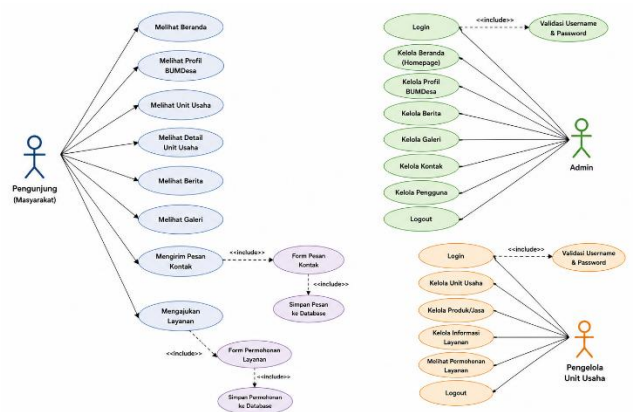 Melihat Beranda
Melihat Profil
BUMDesa
Melihat Unit Usaha
Melihat Detail
Unit Usaha
Melihat Berita
Melihat Galeri
Mengirim Pesan
Kontak
Mengajukan
Layanan
Pengunjung
(Masyarakat)
<<include>>
Form Pesan
Kontak
<<include>>
Simpan Pesan
ke Database
<<include>>
Form Permohonan
Layanan
<<include>>
Simpan Permohonan
ke Database
Login
<<include>>
Validasi Username
& Password
Kelola Beranda
(Homepage)
Kelola Profil
BUMDesa
Kelola Berita
Kelola Galeri
Kelola Kontak
Kelola Pengguna
Logout
Admin
Login
<<include>>
Validasi Username
& Password
Kelola Unit Usaha
Kelola Produk/Jasa
Kelola Informasi
Layanan
Melihat Permohonan
Layanan
Logout
Pengelola
Unit Usaha